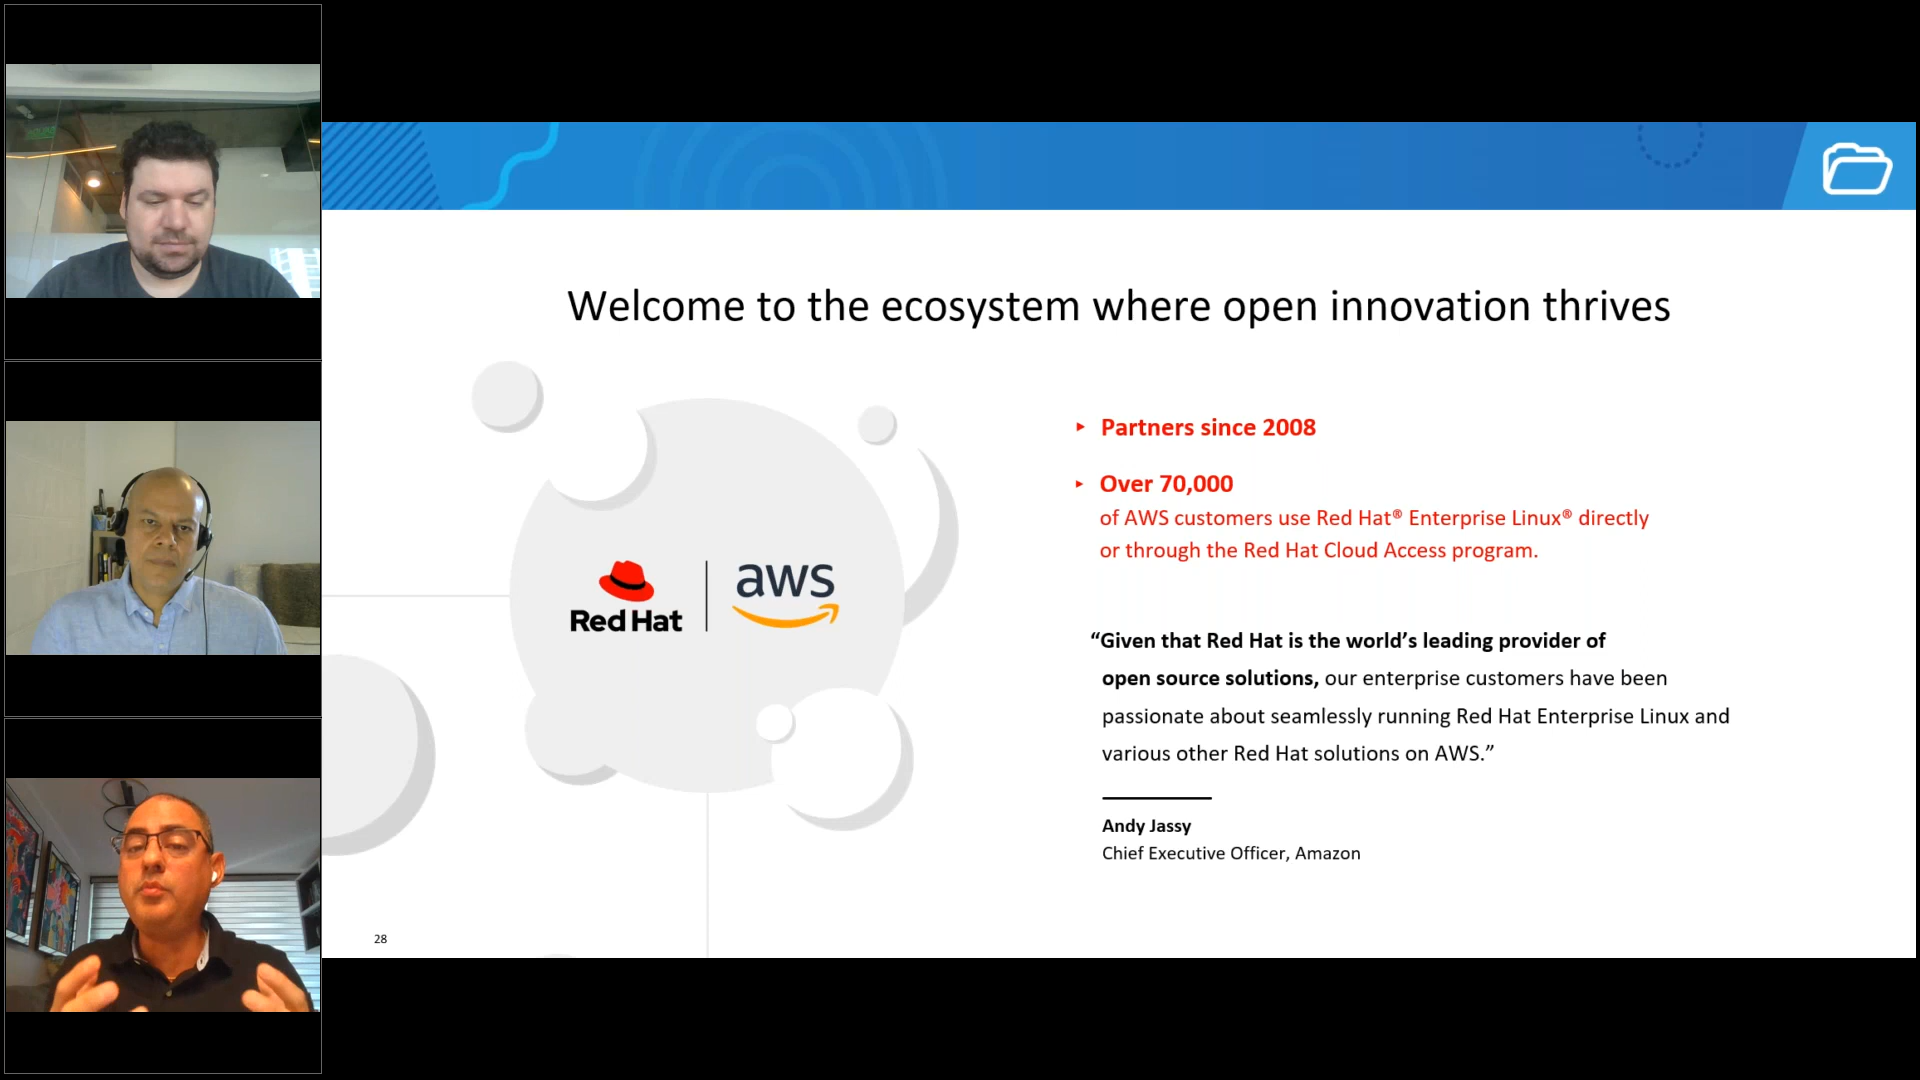 Welcome to the ecosystem where open innovation thrives
Red Hat
aws
‣ Partners since 2008
‣ Over 70,000
of AWS customers use Red Hat® Enterprise Linux® directly
or through the Red Hat Cloud Access program.
“Given that Red Hat is the world’s leading provider of
open source solutions, our enterprise customers have been
passionate about seamlessly running Red Hat Enterprise Linux and
various other Red Hat solutions on AWS.”
Andy Jassy
Chief Executive Officer, Amazon
28